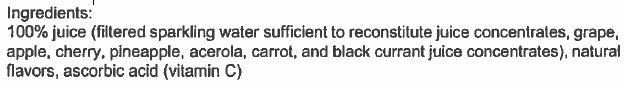 Ingredients:
100% juice (filtered sparkling water sufficient to reconstitute juice concentrates, grape,
apple, cherry, pineapple, acerola, carrot, and black currant juice concentrates), natural
flavors, ascorbic acid (vitamin C)